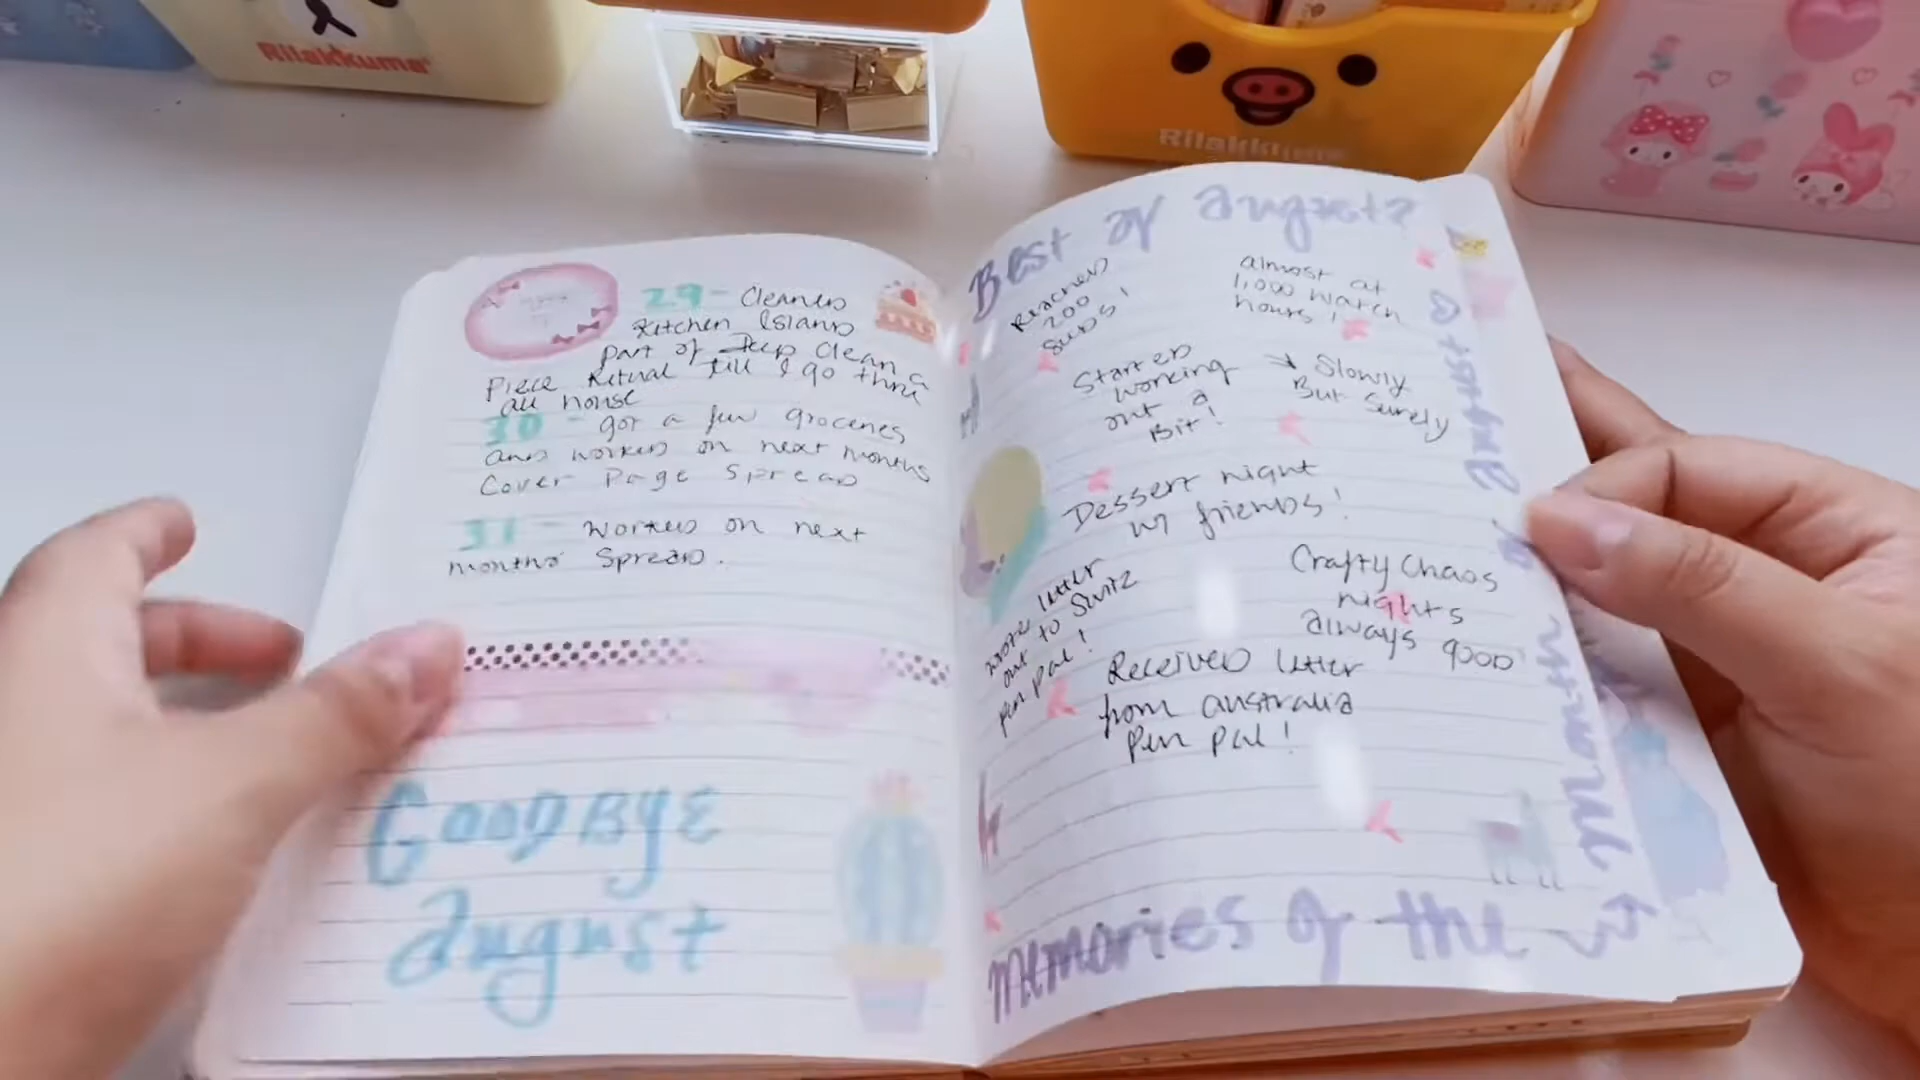 Rilakkuma
Rilakkuma
29 - Cleaned
Kitchen Island
part of Deep Clean a
Piece Ritual till I go thru
all house
30 - got a few groceries
and worked on next months
Cover Page Spread
31 - Worked on next
months Spread.
GOODBYE
august
Best of august?
Reached
200
Subs!
almost at
1,000 watch
hours!
Started
working
out a
Bit!
Slowly
But Surely
Dessert night
w/ friends!
Wrote letter
out to Switz
pen pal!
Crafty Chaos
nights
always good
Received letter
from australia
Pen pal!
Memories of the
Month
of
august